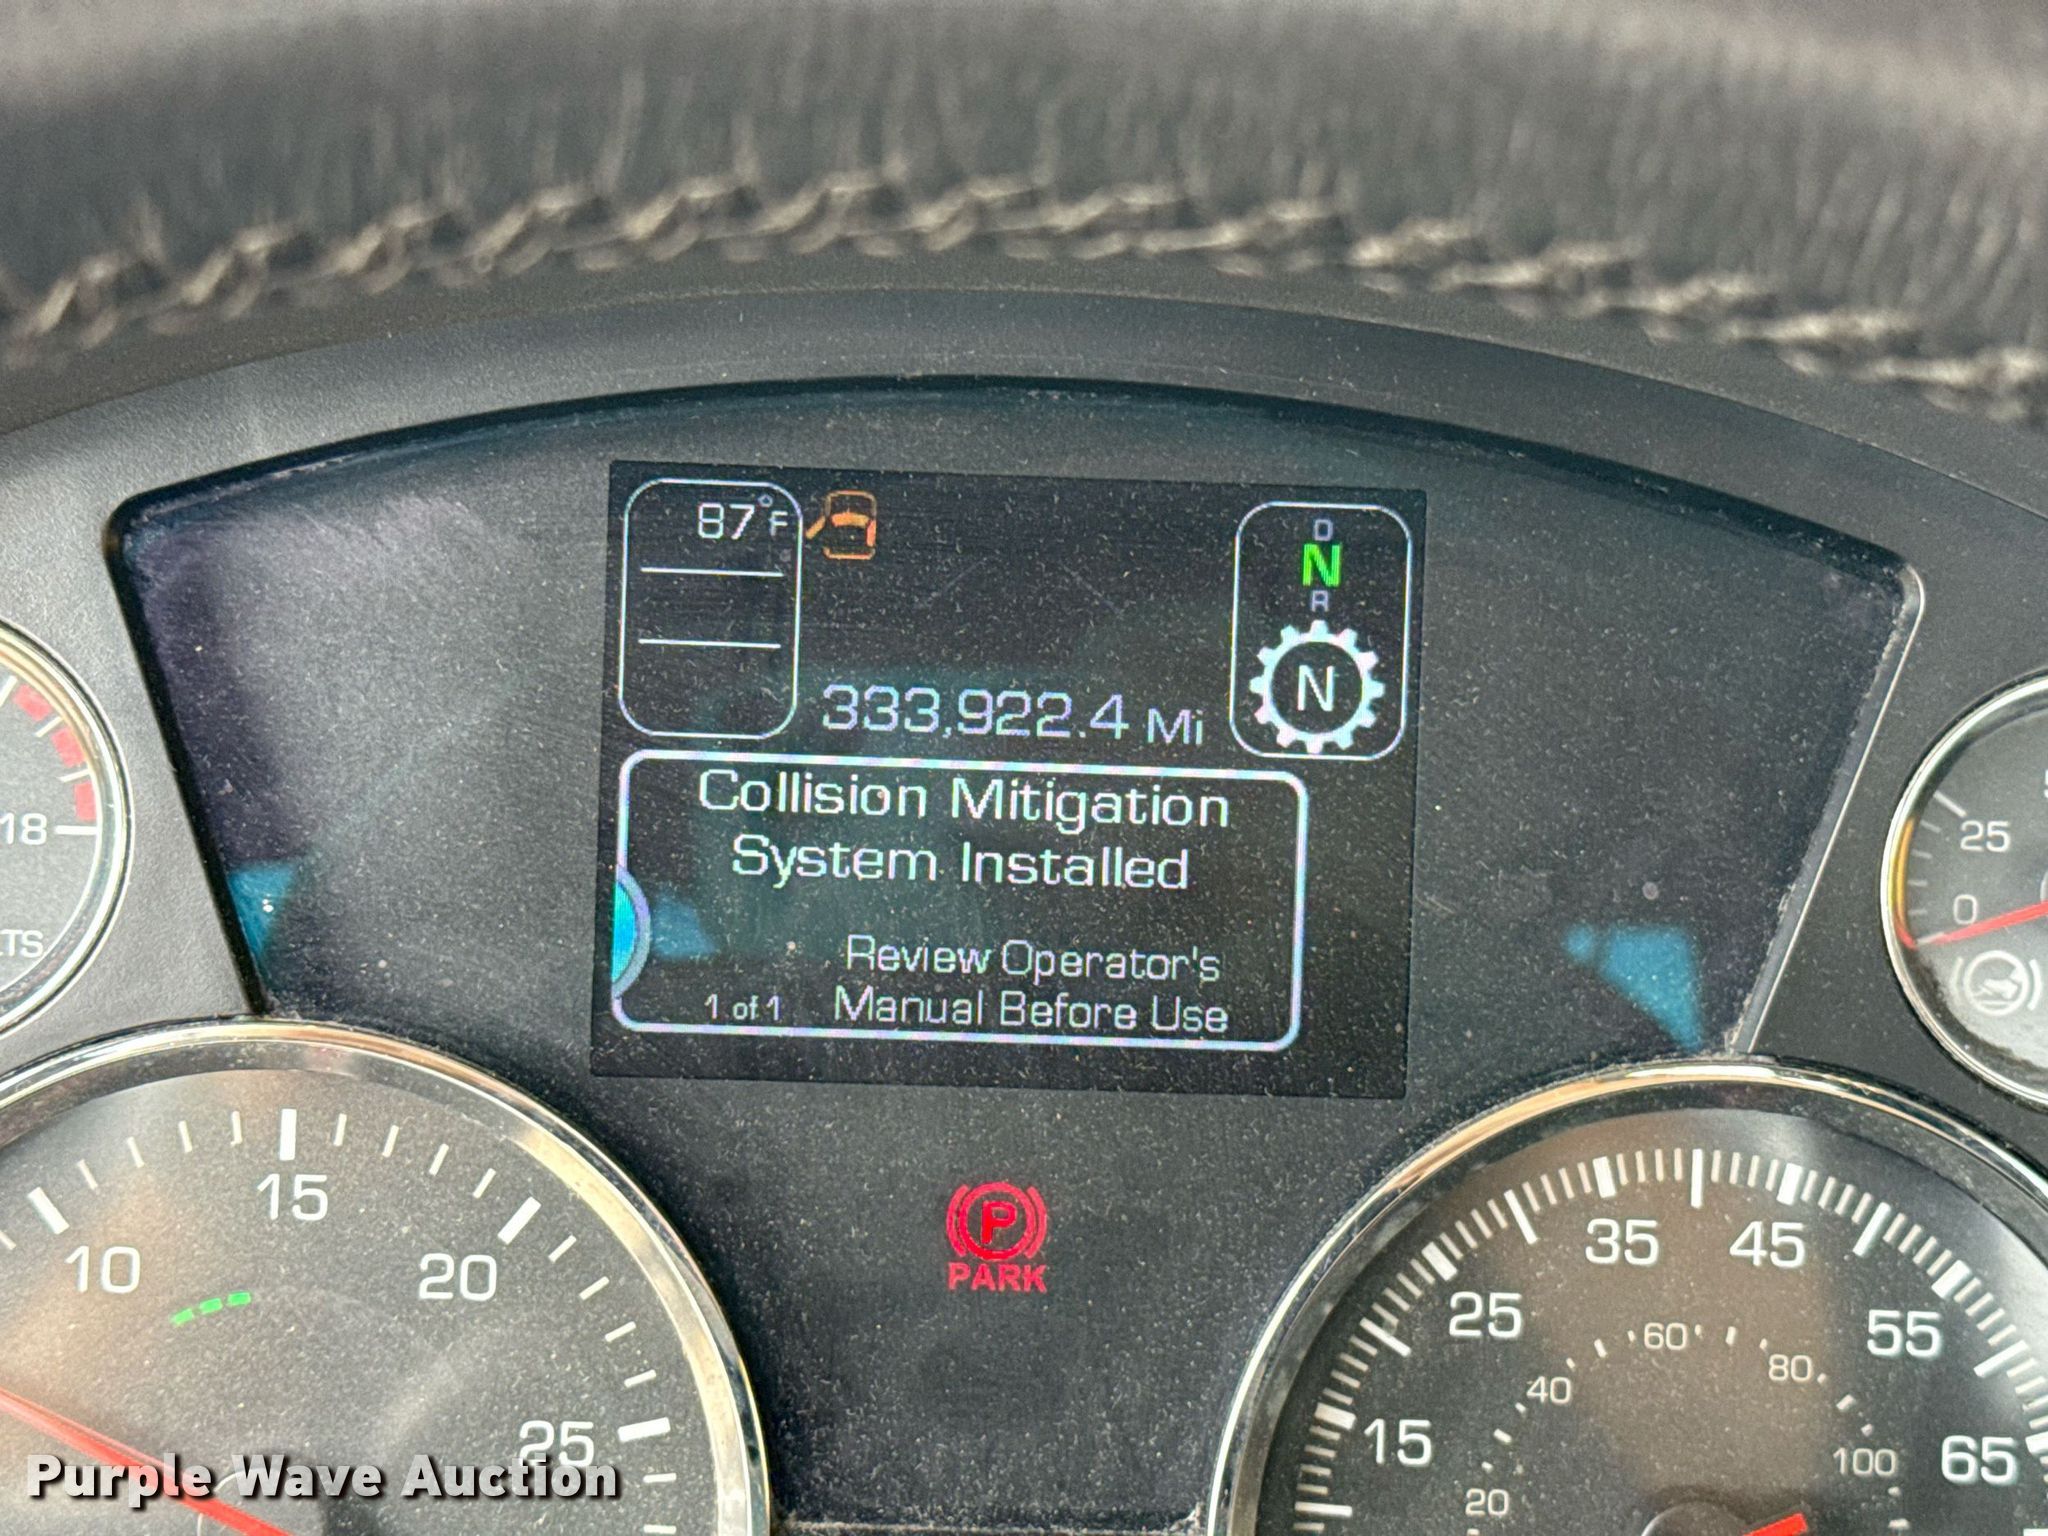 87°F
D
N
R
N
333,922.4 Mi
Collision Mitigation
System Installed
Review Operator's
1 of 1 Manual Before Use
18
25
0
PARK
P
10
15
20
25
15
25
35
45
55
65
20
40
60
80
100
Purple Wave Auction